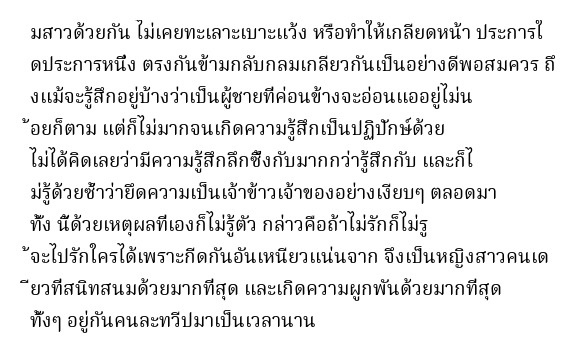 มสาวด้วยกัน ไม่เคยทะเลาะเบาะแว้ง หรือทำให้เกลียดหน้า ประการใ
ดประการหนึ่ง ตรงกันข้ามกลับกลมเกลียวกันเป็นอย่างดีพอสมควร ถึ
งแม้จะรู้สึกอยู่บ้างว่าเป็นผู้ชายที่ค่อนข้างจะอ่อนแออยู่ไม่น
้อยก็ตาม แต่ก็ไม่มากจนเกิดความรู้สึกเป็นปฏิปักษ์ด้วย
ไม่ได้คิดเลยว่ามีความรู้สึกลึกซึ้งกับมากกว่ารู้สึกกับ และก็ไ
ม่รู้ด้วยซ้ำว่ายึดความเป็นเจ้าข้าวเจ้าของอย่างเงียบๆ ตลอดมา
ทั้ง นี้ด้วยเหตุผลที่เองก็ไม่รู้ตัว กล่าวคือถ้าไม่รักก็ไม่รู
้จะไปรักใครได้เพราะกีดกันอันเหนียวแน่นจาก จึงเป็นหญิงสาวคนเด
ียวที่สนิทสนมด้วยมากที่สุด และเกิดความผูกพันด้วยมากที่สุด
ทั้งๆ อยู่กันคนละทวีปมาเป็นเวลานาน